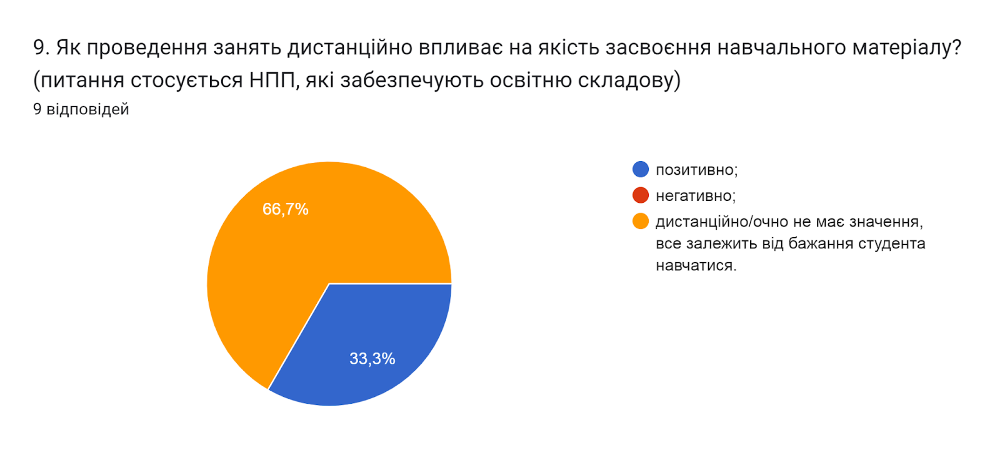 9. Як проведення занять дистанційно впливає на якість засвоєння навчального матеріалу?
(питання стосується НПП, які забезпечують освітню складову)
9 відповідей
позитивно;
негативно;
дистанційно/очно не має значення,
все залежить від бажання студента
навчатися.
66,7%
33,3%